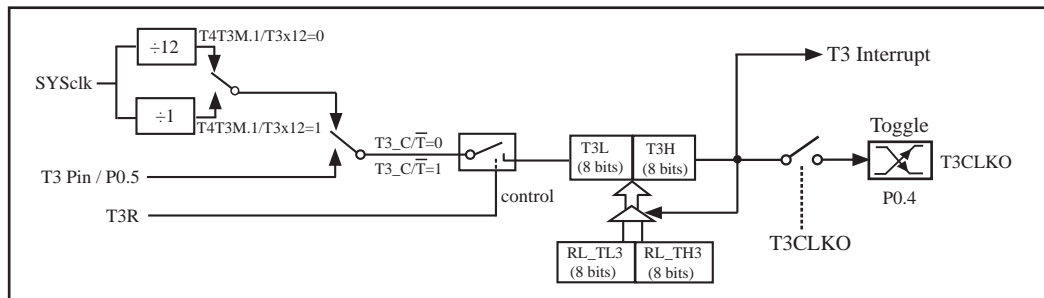 T4T3M.1/T3x12=0
÷12
SYSclk
÷1
T4T3M.1/T3x12=1
T3 Interrupt
Toggle
T3CLKO
P0.4
T3_C/T̅=0
T3_C/T̅=1
T3L
(8 bits)
T3H
(8 bits)
T3 Pin / P0.5
control
T3R
T3CLKO
RL_TL3
(8 bits)
RL_TH3
(8 bits)